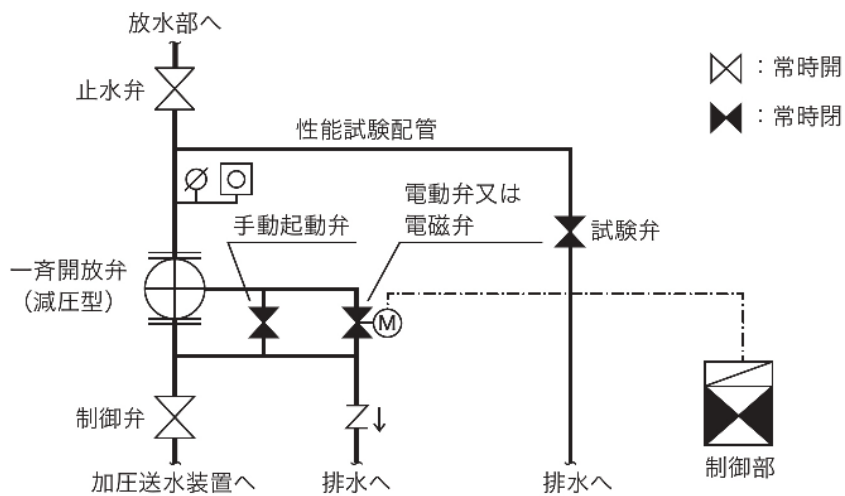 放水部へ
止水弁
：常時開
：常時閉
性能試験配管
電動弁又は
電磁弁
手動起動弁
試験弁
一斉開放弁
（減圧型）
M
制御弁
制御部
加圧送水装置へ
排水へ
排水へ